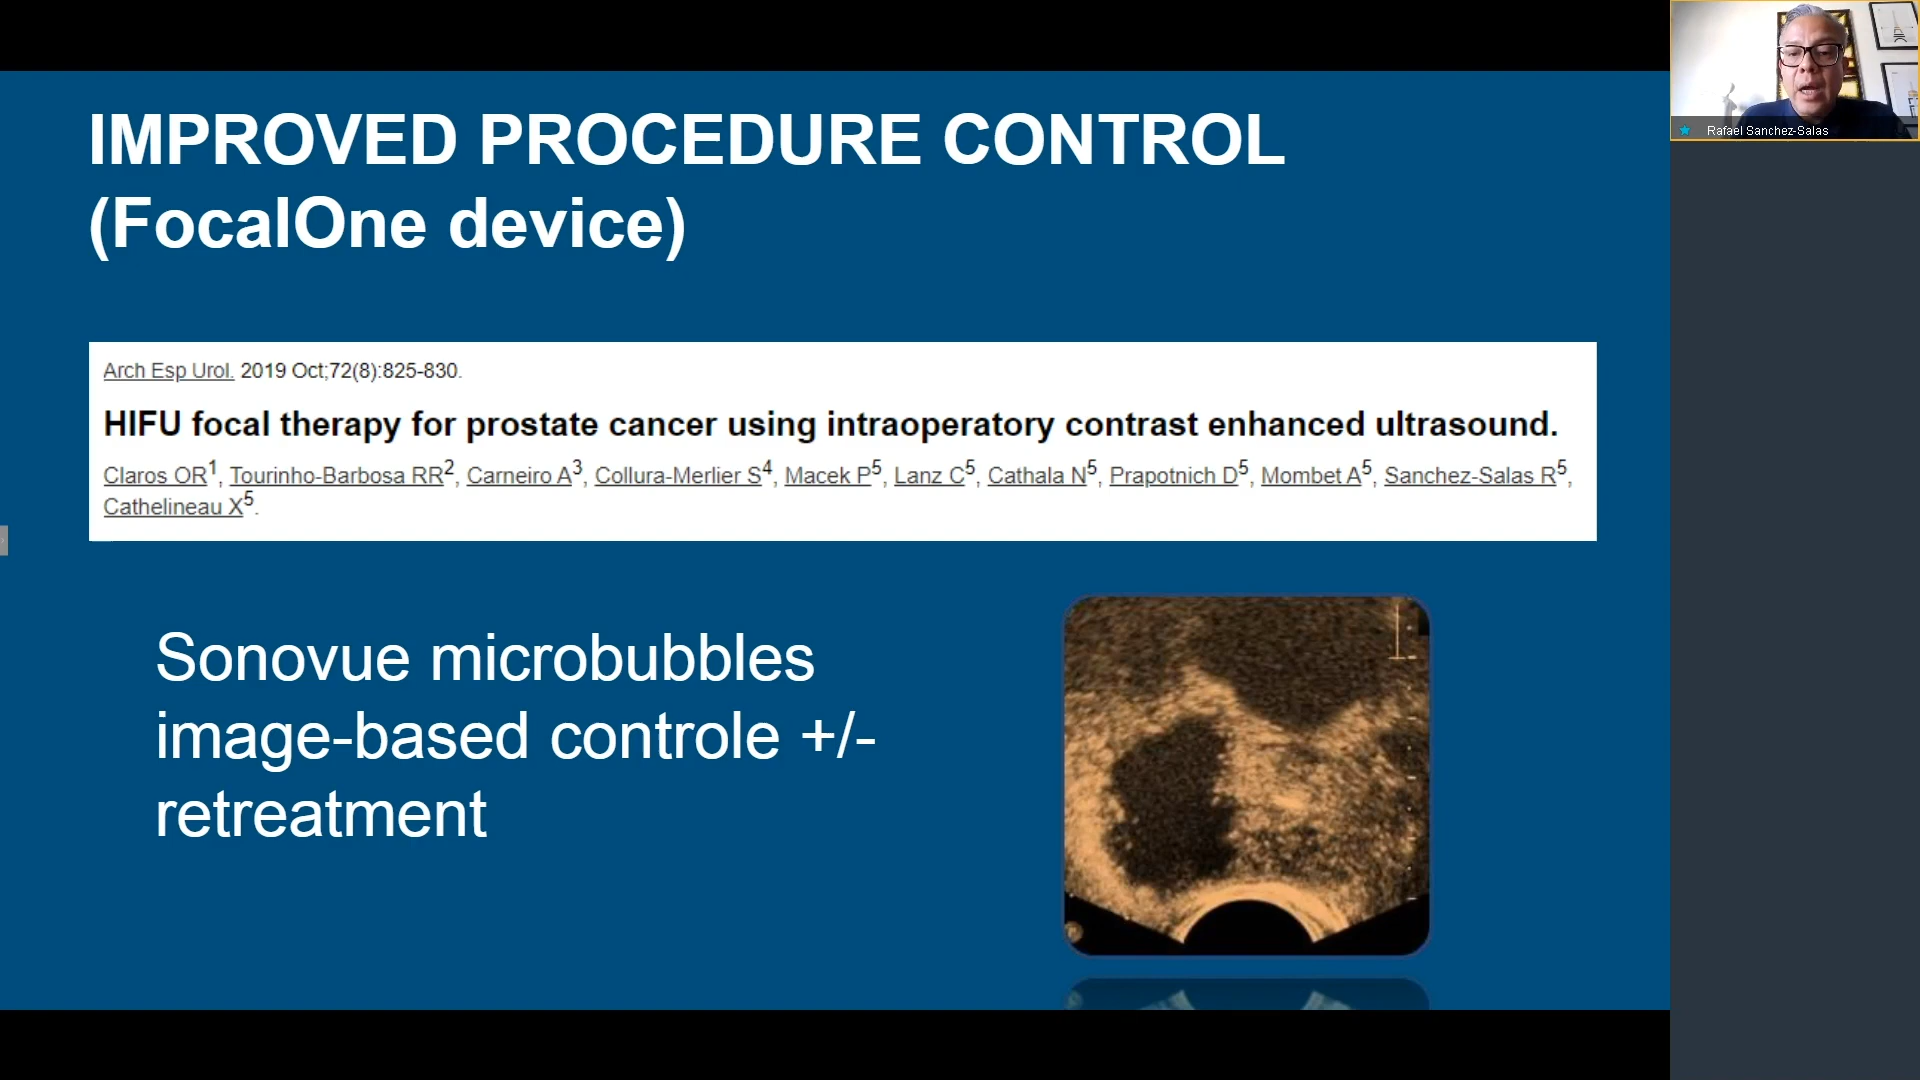 IMPROVED PROCEDURE CONTROL
(FocalOne device)
Arch Esp Urol. 2019 Oct;72(8):825-830.
HIFU focal therapy for prostate cancer using intraoperatory contrast enhanced ultrasound.
Claros OR1, Tourinho-Barbosa RR2, Carneiro A3, Collura-Merlier S4, Macek P5, Lanz C5, Cathala N5, Prapotnich D5, Mombet A5, Sanchez-Salas R5,
Cathelineau X5.
Sonovue microbubbles
image-based controle +/-
retreatment
Rafael Sanchez-Salas